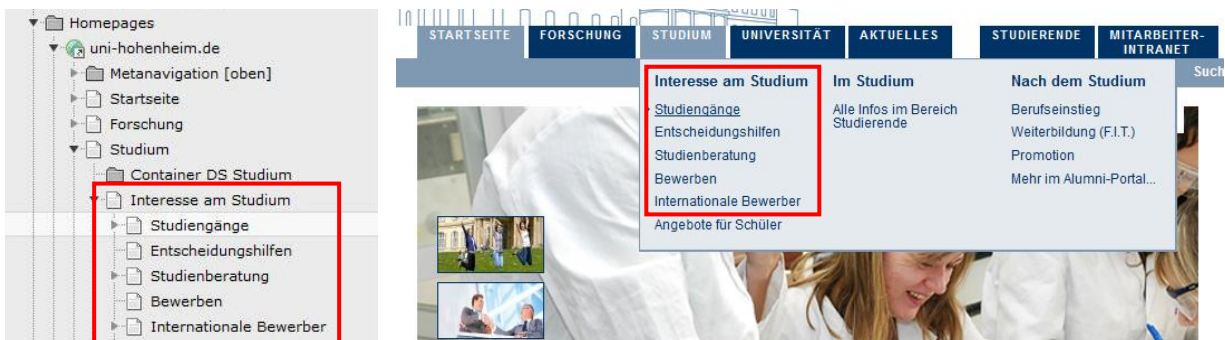 Homepages
uni-hohenheim.de
Metanavigation [oben]
Startseite
Forschung
Studium
Container DS Studium
Interesse am Studium
Studiengänge
Entscheidungshilfen
Studienberatung
Bewerben
Internationale Bewerber
STARTSEITE
FORSCHUNG
STUDIUM
UNIVERSITÄT
AKTUELLES
STUDIERENDE
MITARBEITER-
INTRANET
Such
Interesse am Studium
Studiengänge
Entscheidungshilfen
Studienberatung
Bewerben
Internationale Bewerber
Angebote für Schüler
Im Studium
Alle Infos im Bereich
Studierende
Nach dem Studium
Berufseinstieg
Weiterbildung (F.I.T.)
Promotion
Mehr im Alumni-Portal...